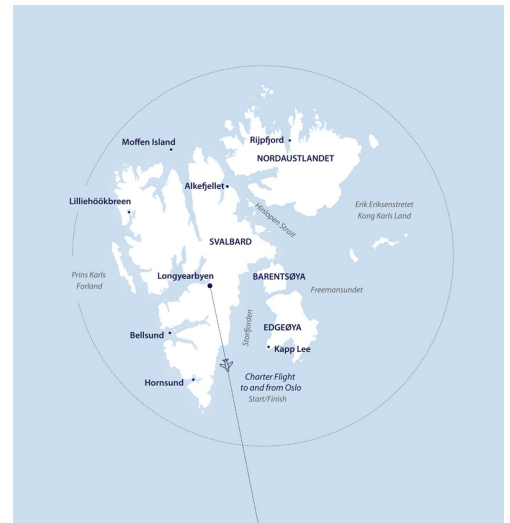 Moffen Island
Rijpfjord
NORDAUSTLANDET
Alkefjellet
Lilliehöökbreen
Hinlopen Strait
Erik Eriksenstretet
Kong Karls Land
SVALBARD
Prins Karls
Forland
Longyearbyen
BARENTSØYA
Freemansundet
Storfjorden
EDGEØYA
Bellsund
Kapp Lee
Hornsund
Charter Flight
to and from Oslo
Start/Finish